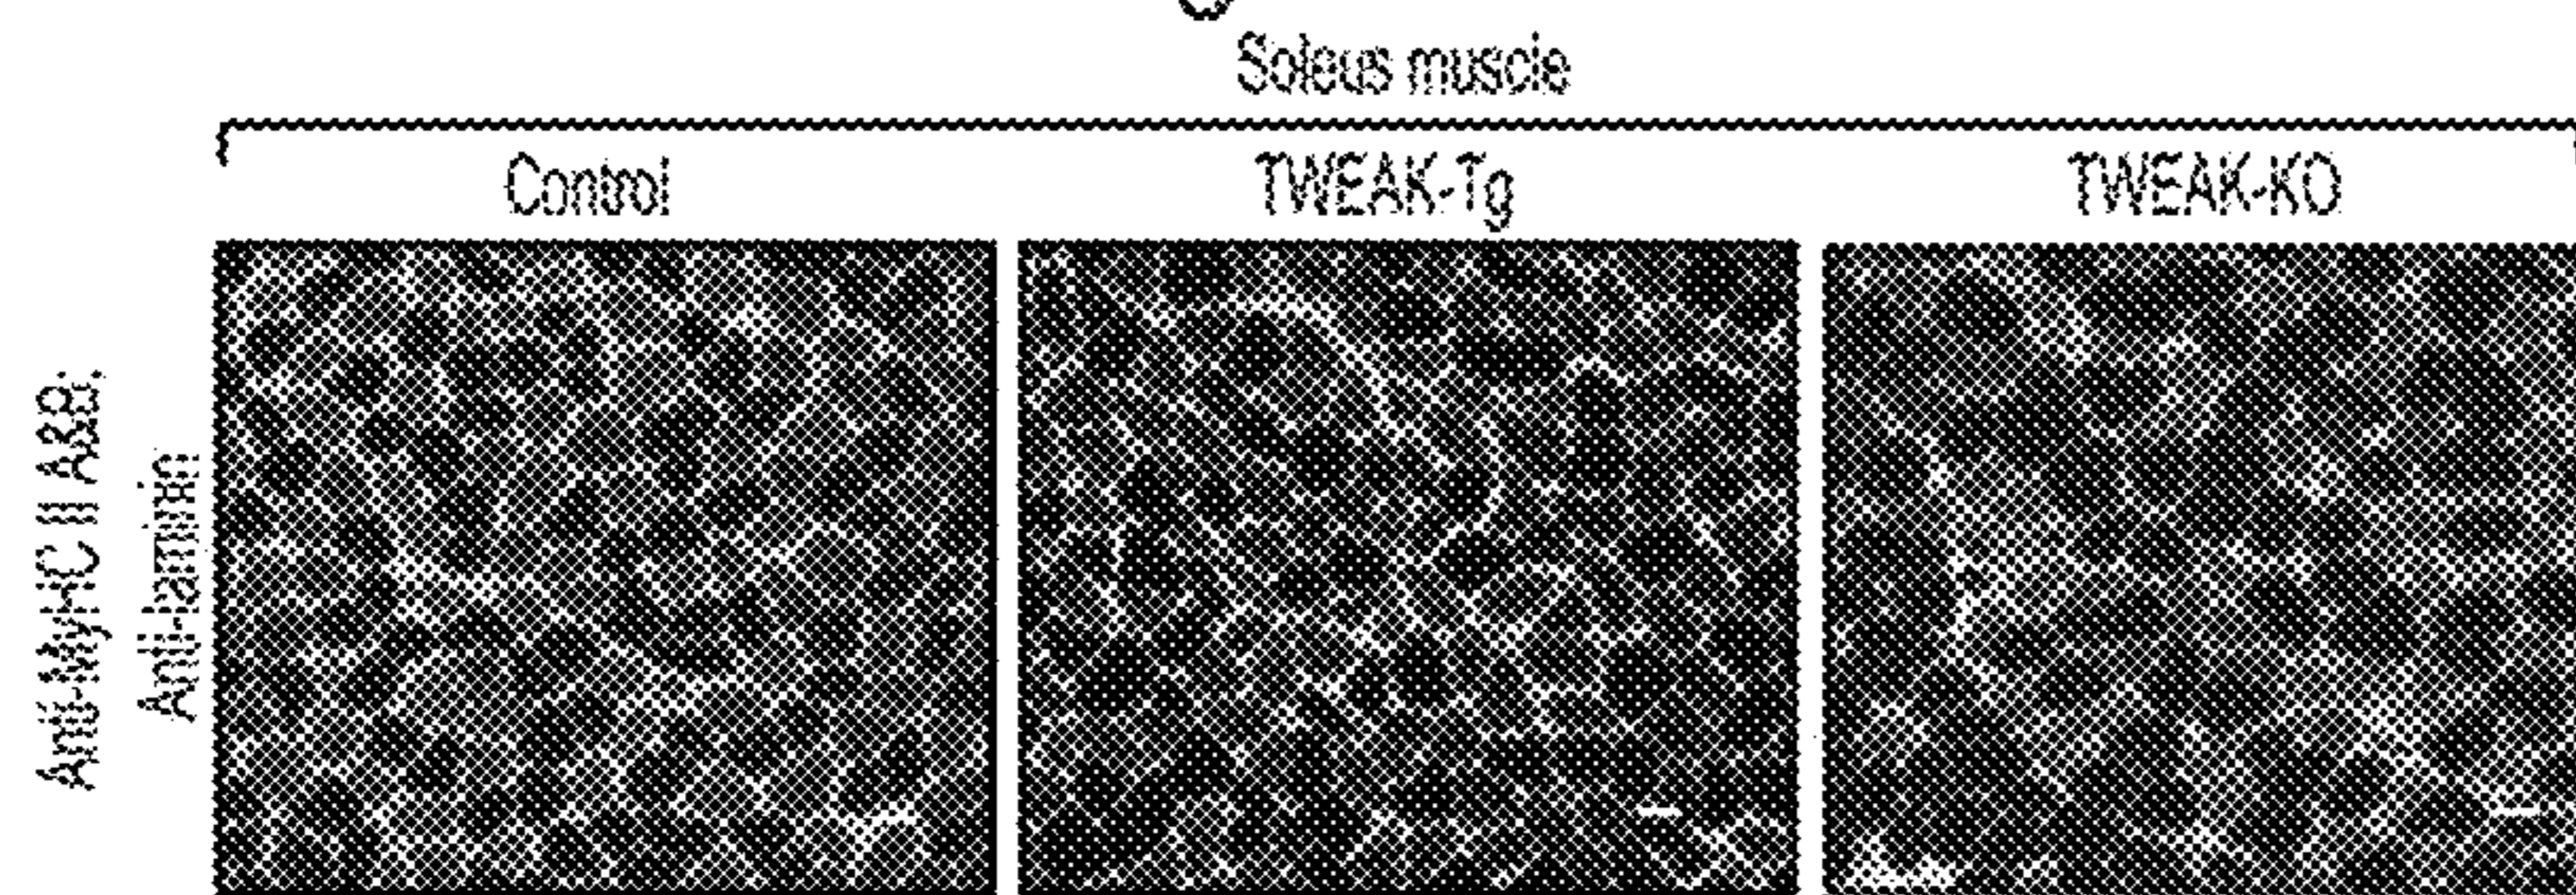 Soleus muscle
Control TWEAK-Tg TWEAK-KO
Anti-MyHC II A&B;
Anti-laminin